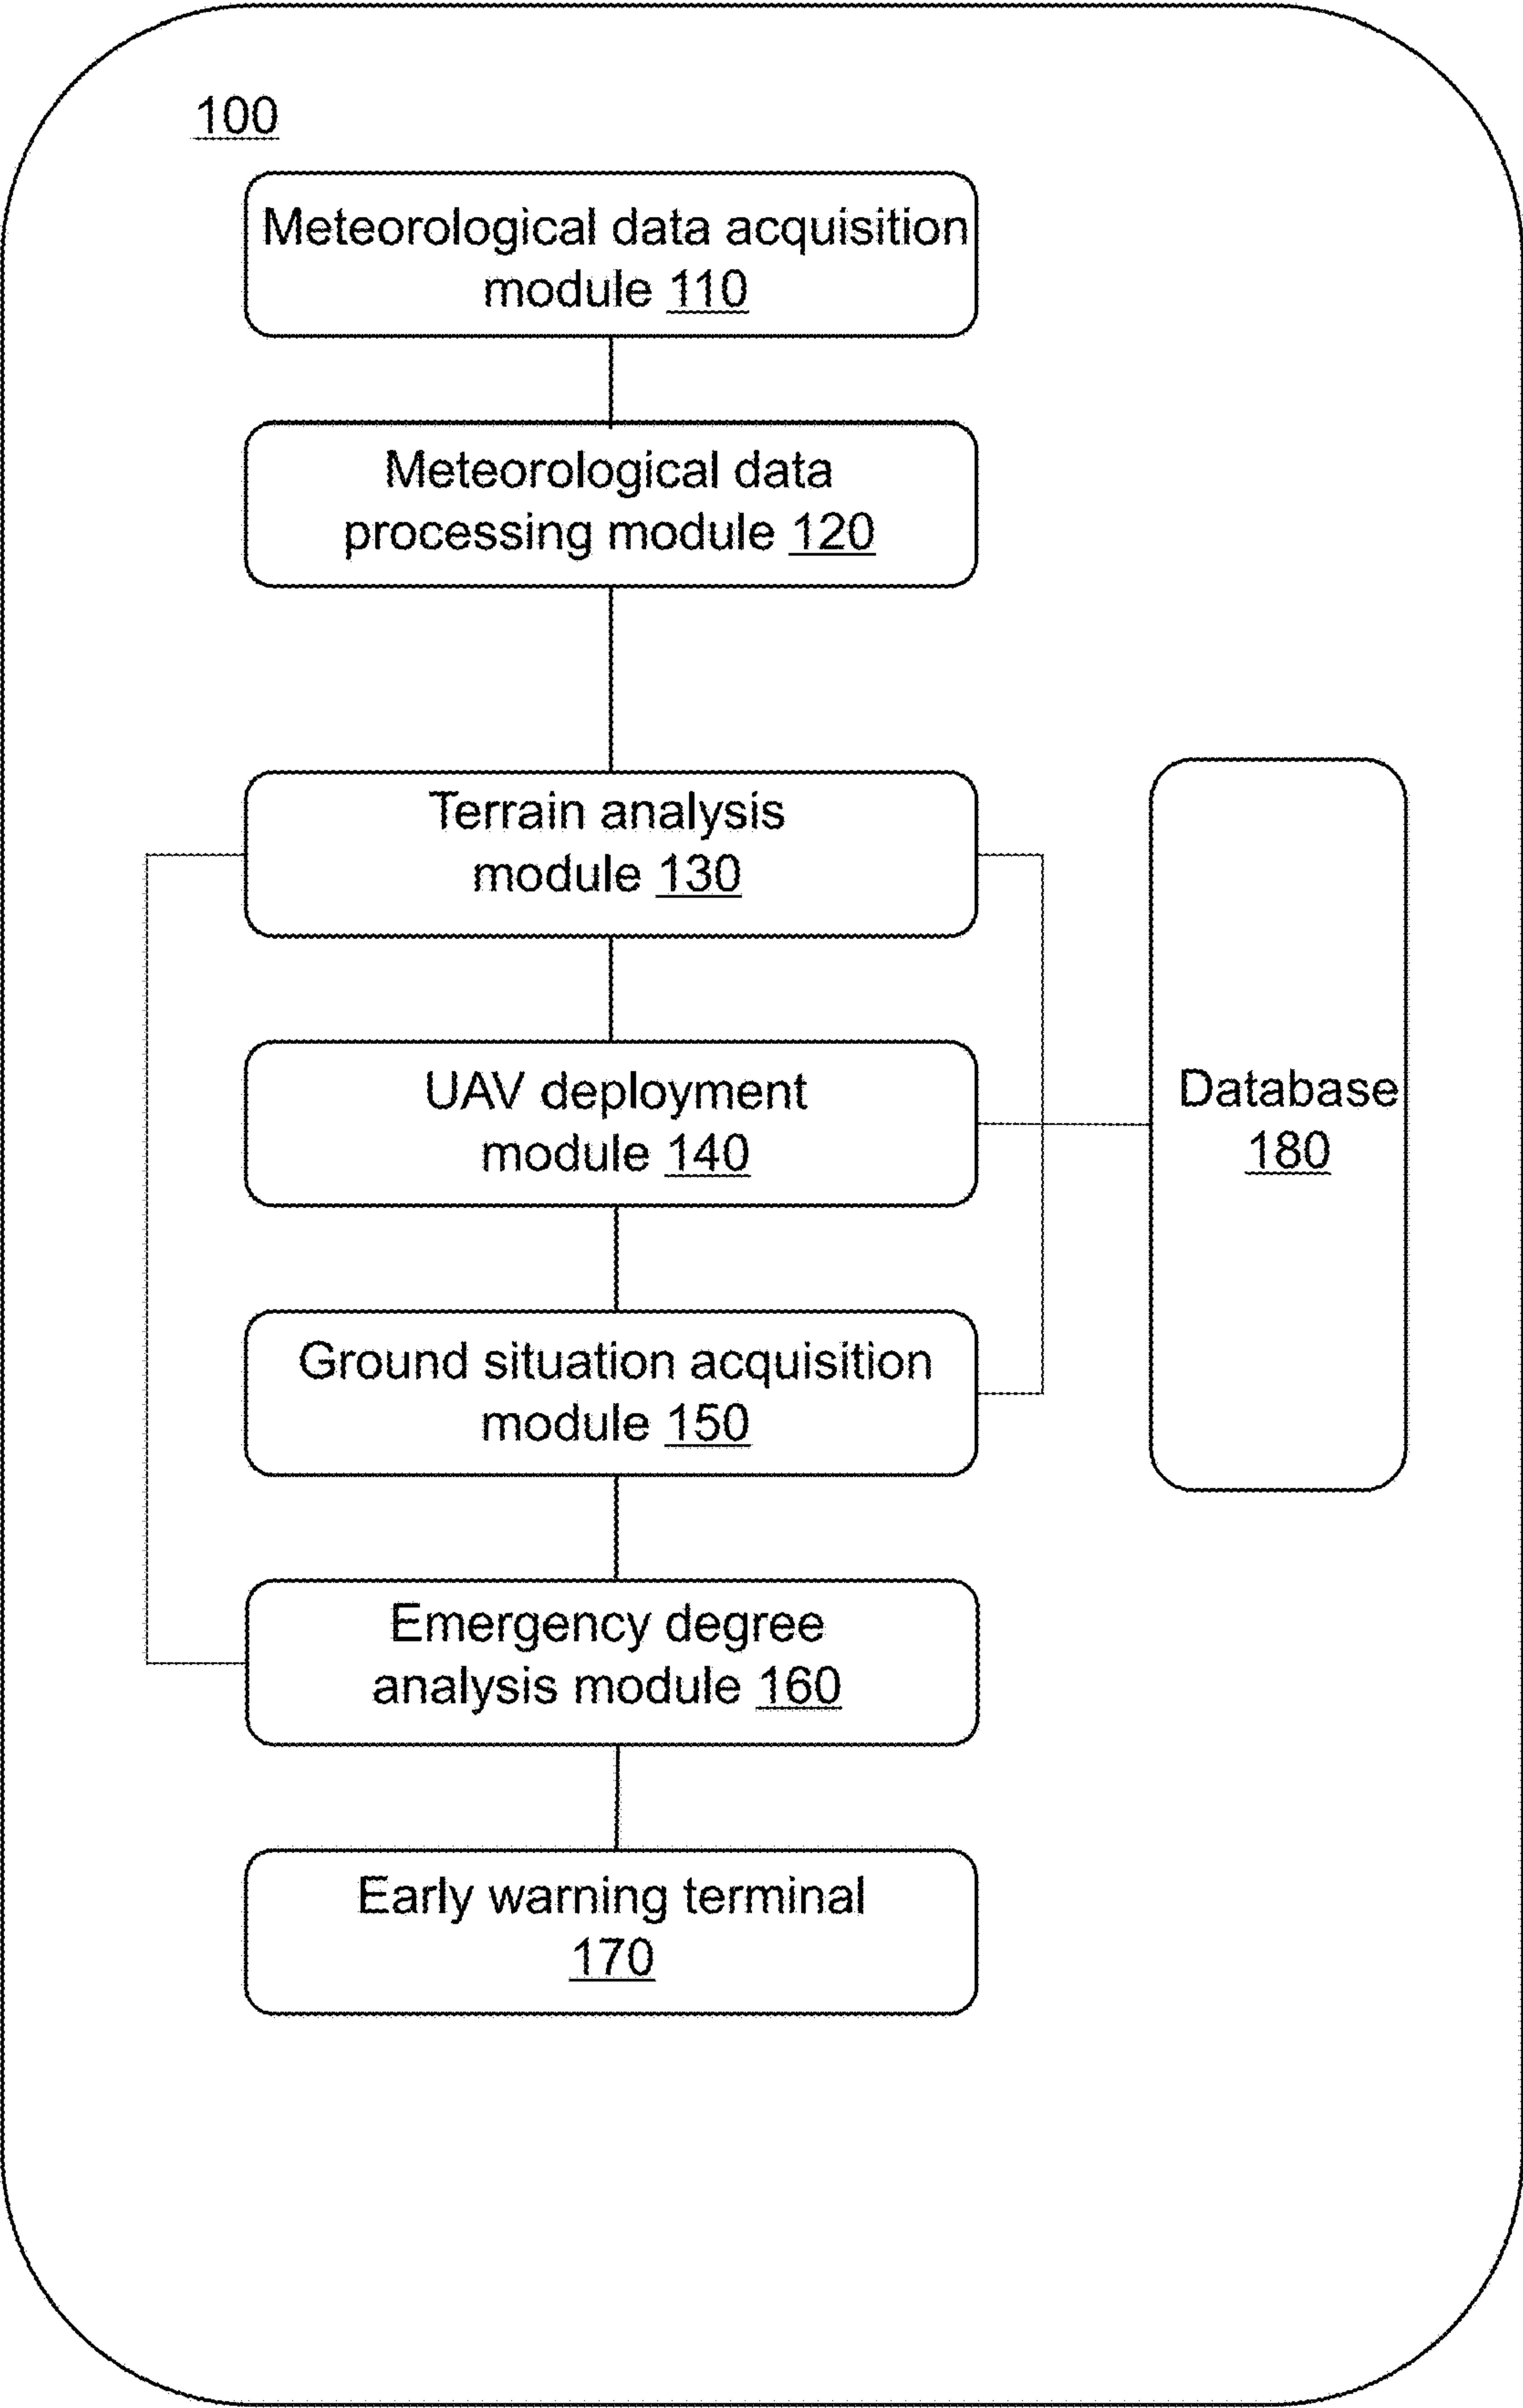 100
Meteorological data acquisition
module 110
Meteorological data
processing module 120
Terrain analysis
module 130
UAV deployment
module 140
Ground situation acquisition
module 150
Emergency degree
analysis module 160
Early warning terminal
170
Database
180